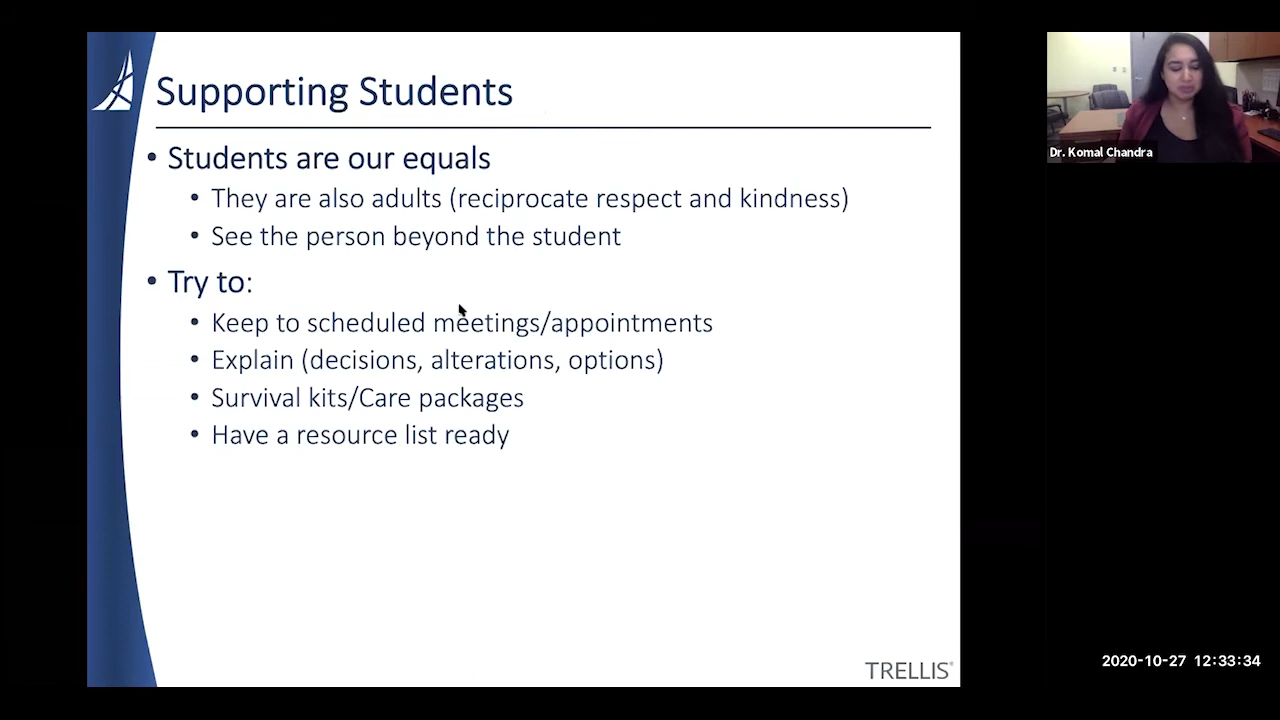 Supporting Students
• Students are our equals
• They are also adults (reciprocate respect and kindness)
• See the person beyond the student
• Try to:
• Keep to scheduled meetings/appointments
• Explain (decisions, alterations, options)
• Survival kits/Care packages
• Have a resource list ready
TRELLIS®
Dr. Komal Chandra
2020-10-27 12:33:34